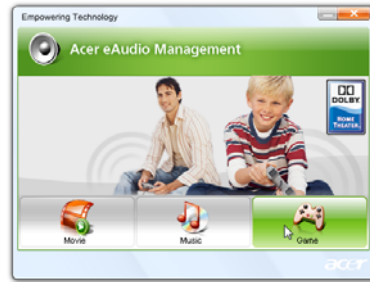 Empowering Technology
Acer eAudio Management
DOLBY
HOME
THEATER
Movie
Music
Game
acer